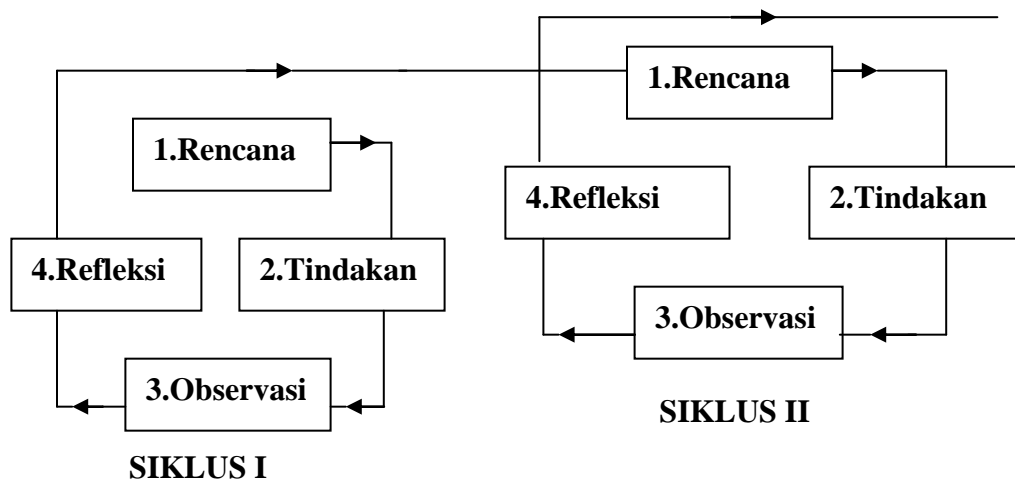 1.Rencana
2.Tindakan
3.Observasi
4.Refleksi
SIKLUS I
1.Rencana
2.Tindakan
3.Observasi
4.Refleksi
SIKLUS II